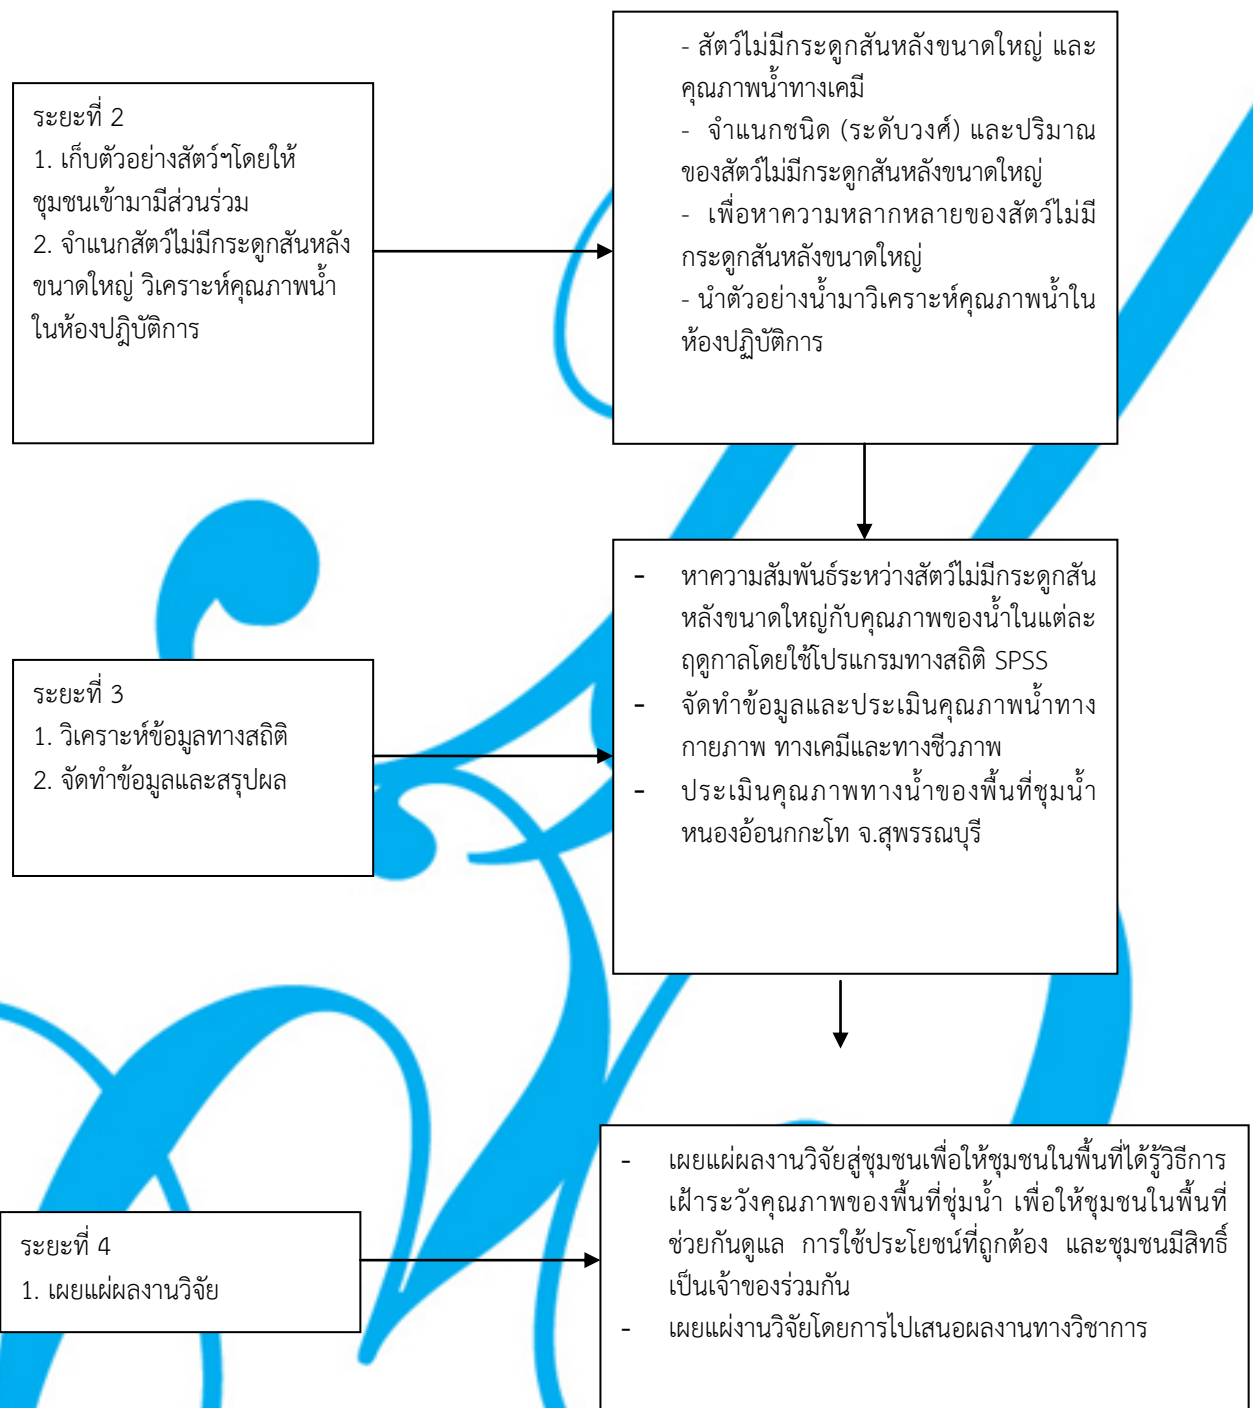 ระยะที่ 2
1. เก็บตัวอย่างสัตว์ฯโดยให้
ชุมชนเข้ามามีส่วนร่วม
2. จำแนกสัตว์ไม่มีกระดูกสันหลัง
ขนาดใหญ่ วิเคราะห์คุณภาพน้ำ
ในห้องปฎิบัติการ
- สัตว์ไม่มีกระดูกสันหลังขนาดใหญ่ และ
คุณภาพน้ำทางเคมี
- จำแนกชนิด (ระดับวงศ์) และปริมาณ
ของสัตว์ไม่มีกระดูกสันหลังขนาดใหญ่
- เพื่อหาความหลากหลายของสัตว์ไม่มี
กระดูกสันหลังขนาดใหญ่
- นำตัวอย่างน้ำมาวิเคราะห์คุณภาพน้ำใน
ห้องปฏิบัติการ
ระยะที่ 3
1. วิเคราะห์ข้อมูลทางสถิติ
2. จัดทำข้อมูลและสรุปผล
- หาความสัมพันธ์ระหว่างสัตว์ไม่มีกระดูกสัน
หลังขนาดใหญ่กับคุณภาพของน้ำในแต่ละ
ฤดูกาลโดยใช้โปรแกรมทางสถิติ SPSS
- จัดทำข้อมูลและประเมินคุณภาพน้ำทาง
กายภาพ ทางเคมีและทางชีวภาพ
- ประเมินคุณภาพทางน้ำของพื้นที่ชุมน้ำ
หนองอ้อนกกะโท จ.สุพรรณบุรี
ระยะที่ 4
1. เผยแผ่ผลงานวิจัย
- เผยแผ่ผลงานวิจัยสู่ชุมชนเพื่อให้ชุมชนในพื้นที่ได้รู้วิธีการ
เฝ้าระวังคุณภาพของพื้นที่ชุ่มน้ำ เพื่อให้ชุมชนในพื้นที่
ช่วยกันดูแล การใช้ประโยชน์ที่ถูกต้อง และชุมชนมีสิทธิ์
เป็นเจ้าของร่วมกัน
- เผยแผ่งานวิจัยโดยการไปเสนอผลงานทางวิชาการ